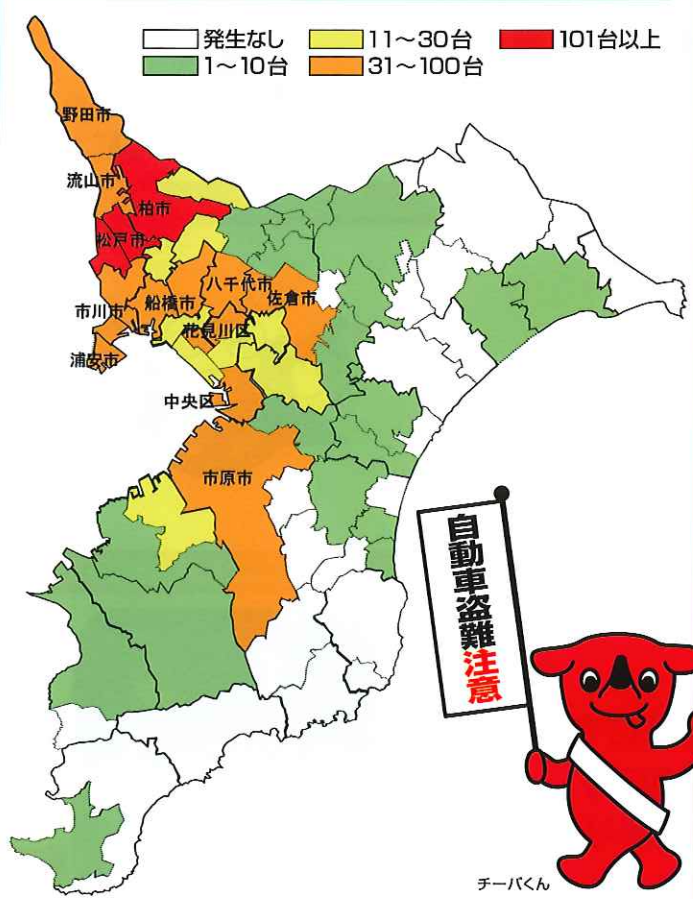 発生なし 11～30台 101台以上
1～10台 31～100台
野田市
流山市
柏市
松戸市
八千代市
船橋市
佐倉市
市川市
花見川区
浦安市
中央区
市原市
自動車盗難注意
チーバくん